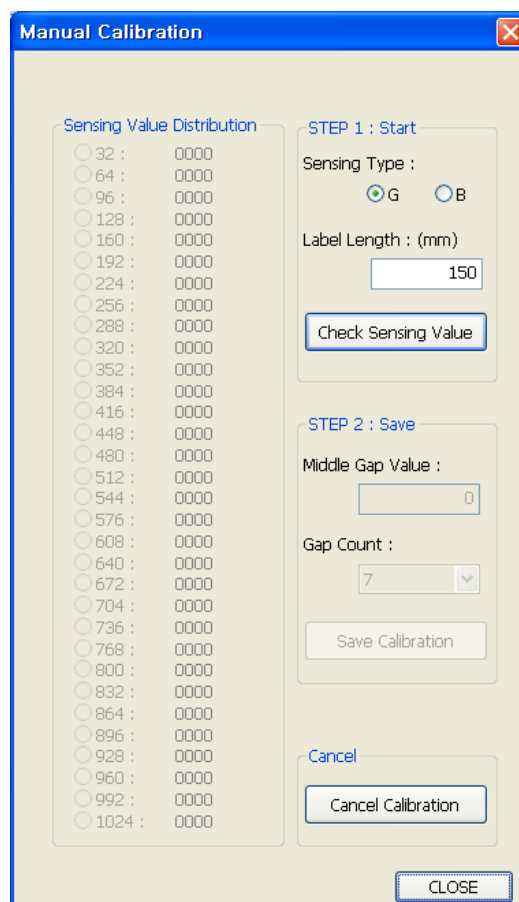 Manual Calibration
Sensing Value Distribution
32 : 0000
64 : 0000
96 : 0000
128 : 0000
160 : 0000
192 : 0000
224 : 0000
256 : 0000
288 : 0000
320 : 0000
352 : 0000
384 : 0000
416 : 0000
448 : 0000
480 : 0000
512 : 0000
544 : 0000
576 : 0000
608 : 0000
640 : 0000
672 : 0000
704 : 0000
736 : 0000
768 : 0000
800 : 0000
832 : 0000
864 : 0000
896 : 0000
928 : 0000
960 : 0000
992 : 0000
1024 : 0000
STEP 1 : Start
Sensing Type :
G B
Label Length : (mm)
150
Check Sensing Value
STEP 2 : Save
Middle Gap Value :
0
Gap Count :
7
Save Calibration
Cancel
Cancel Calibration
CLOSE